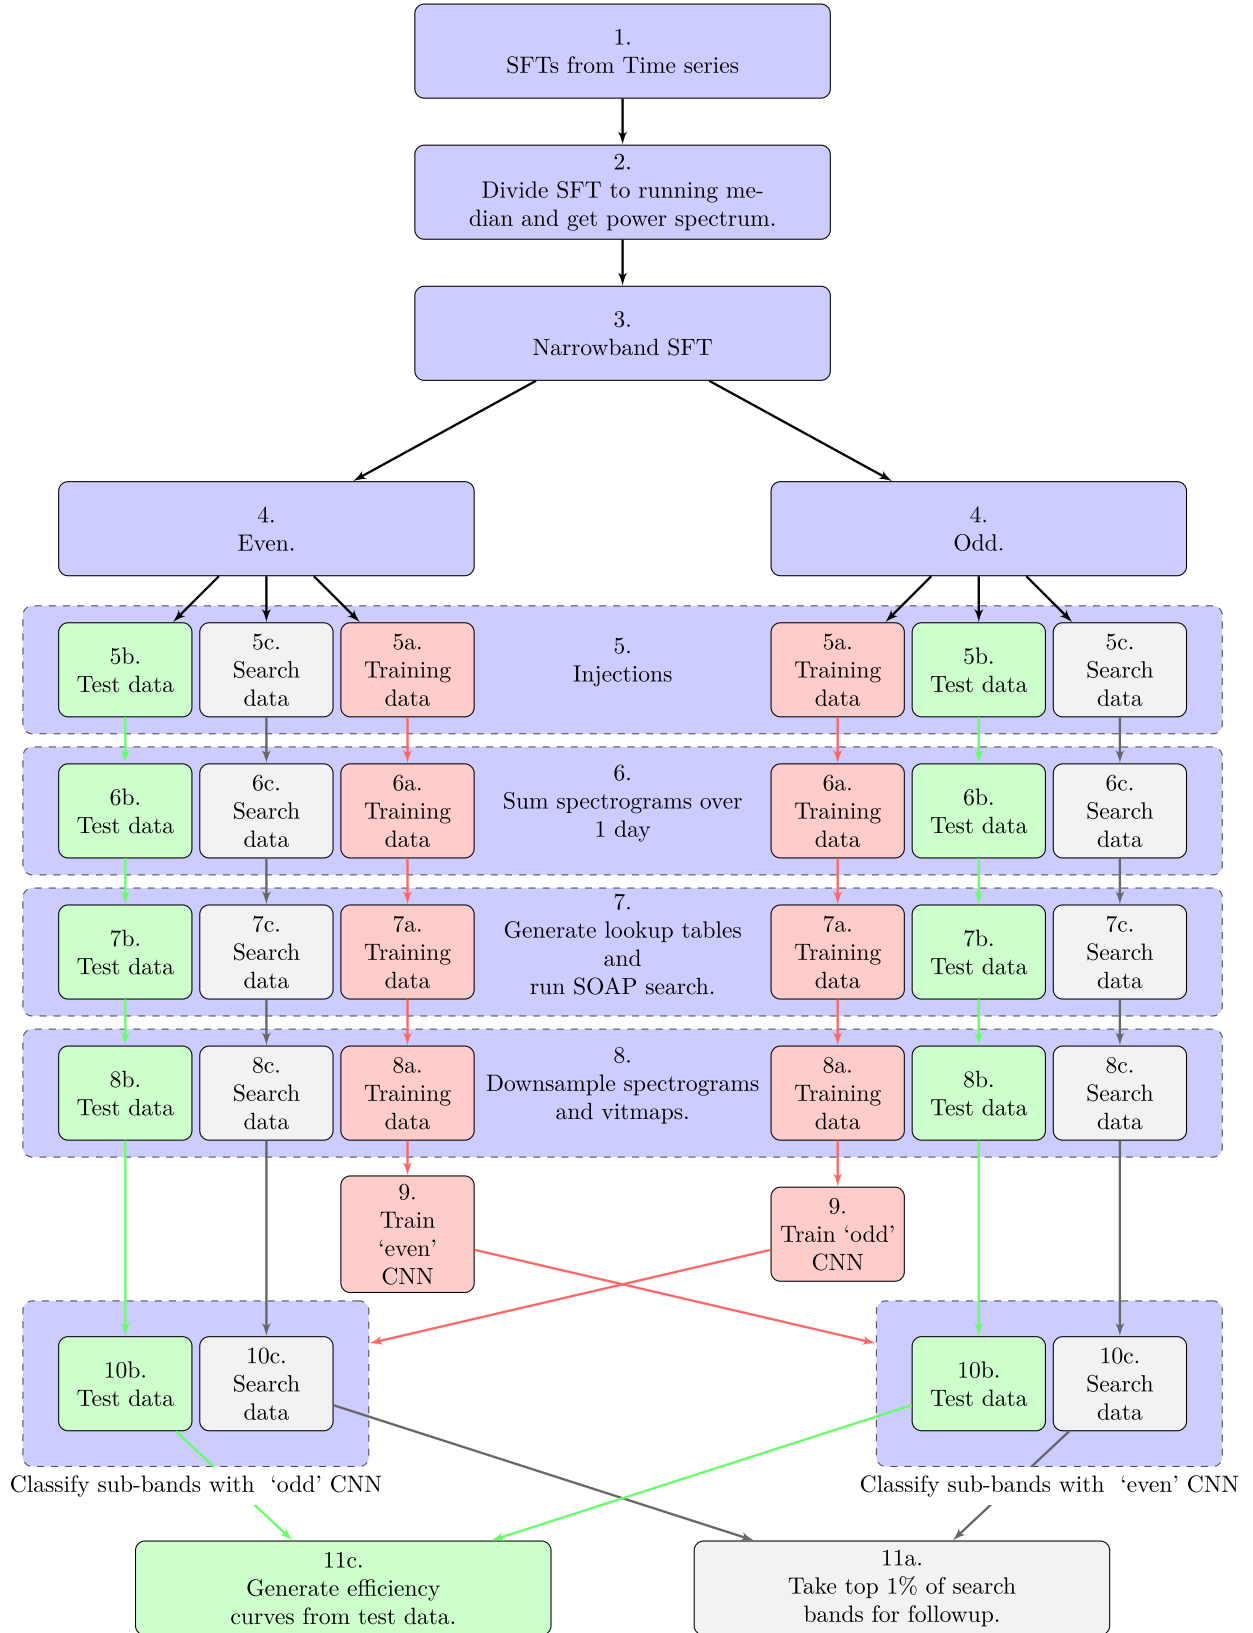 1.
SFTs from Time series
2.
Divide SFT to running me-
dian and get power spectrum.
3.
Narrowband SFT
4.
Even.
4.
Odd.
5b.
Test data
5c.
Search
data
5a.
Training
data
5.
Injections
5a.
Training
data
5b.
Test data
5c.
Search
data
6b.
Test data
6c.
Search
data
6a.
Training
data
6.
Sum spectrograms over
1 day
6a.
Training
data
6b.
Test data
6c.
Search
data
7b.
Test data
7c.
Search
data
7a.
Training
data
7.
Generate lookup tables
and
run SOAP search.
7a.
Training
data
7b.
Test data
7c.
Search
data
8b.
Test data
8c.
Search
data
8a.
Training
data
8.
Downsample spectrograms
and vitmaps.
8a.
Training
data
8b.
Test data
8c.
Search
data
9.
Train
‘even’
CNN
9.
Train ‘odd’
CNN
10b.
Test data
10c.
Search
data
10b.
Test data
10c.
Search
data
Classify sub-bands with ‘odd’ CNN
Classify sub-bands with ‘even’ CNN
11c.
Generate efficiency
curves from test data.
11a.
Take top 1% of search
bands for followup.